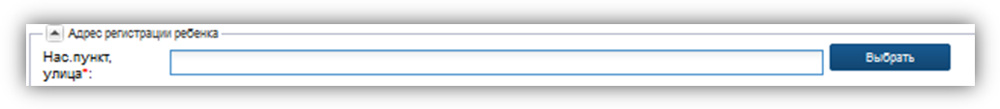 Адрес регистрации ребенка
Нас.пункт, Выбрать
улица*: